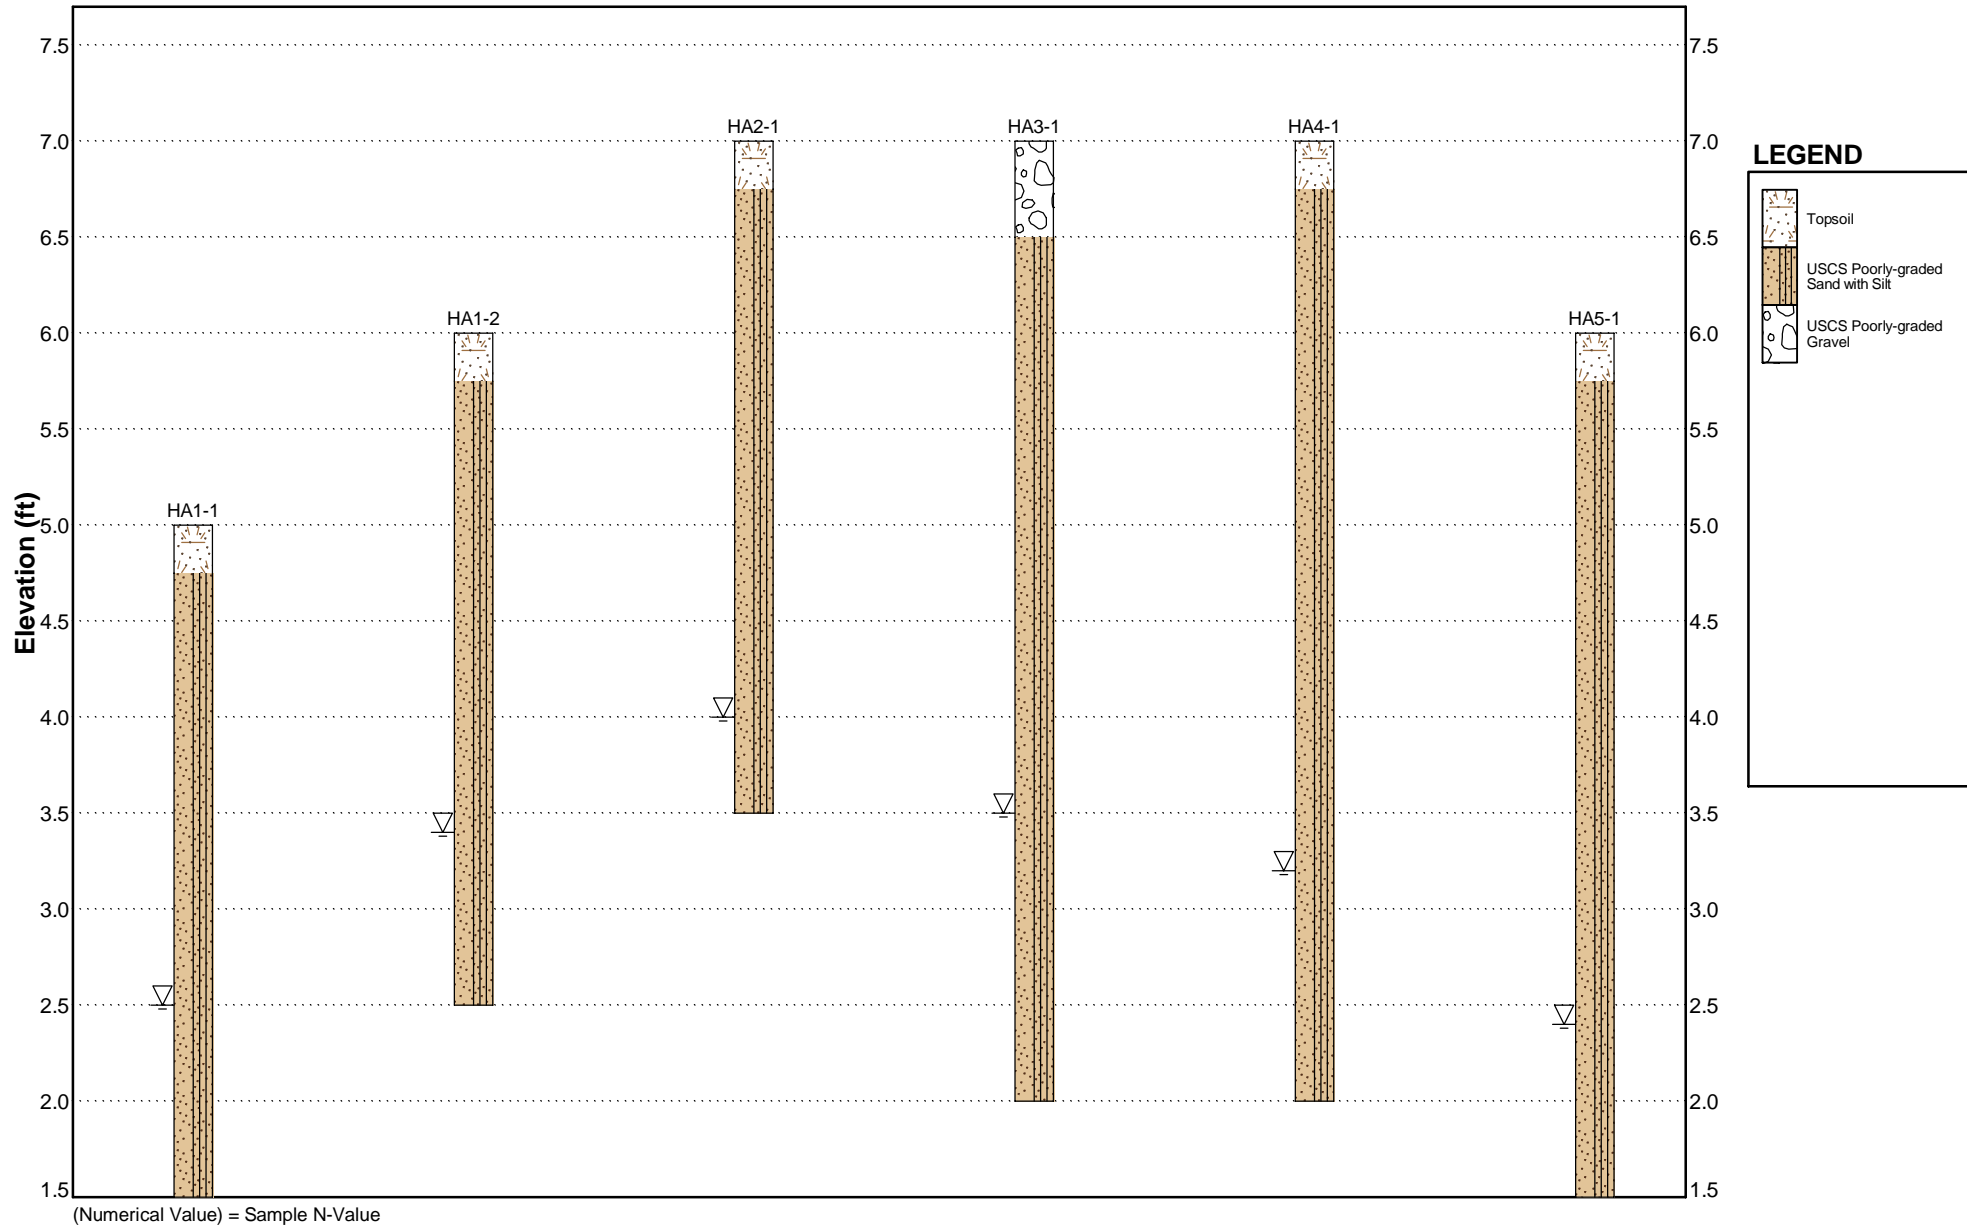 7.5
7.5
HA2-1
HA3-1
HA4-1
7.0
7.0
LEGEND
Topsoil
6.5
6.5
USCS Poorly-graded
Sand with Silt
HA1-2
HA5-1
6.0
6.0
USCS Poorly-graded
Gravel
5.5
5.5
HA1-1
5.0
5.0
Elevation (ft)
4.5
4.5
4.0
4.0
3.5
3.5
3.0
3.0
2.5
2.5
2.0
2.0
1.5
1.5
(Numerical Value) = Sample N-Value